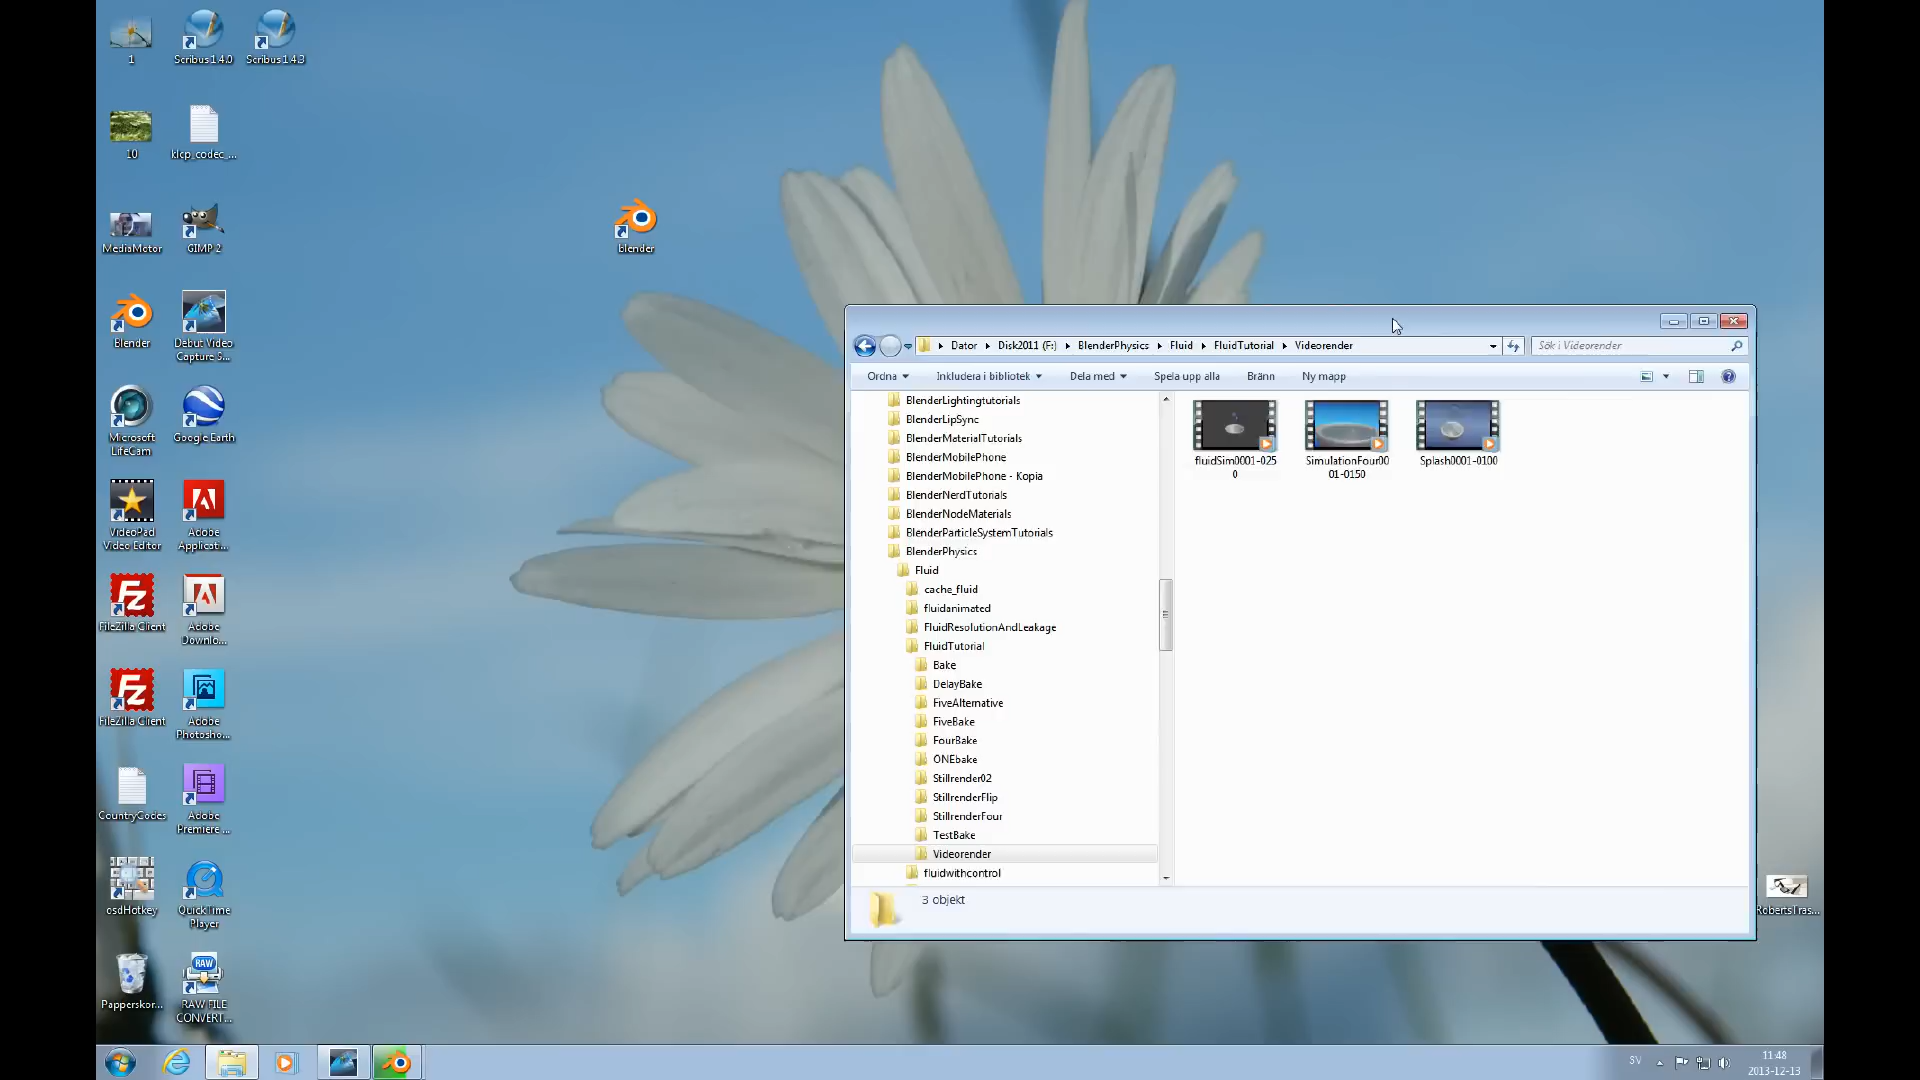 1
Scribus 1.4.0
Scribus 1.4.3
10
klcp_codec_...
MediaMotor
GIMP 2
blender
Blender
Debut Video
Capture S...
Microsoft
LifeCam
Google Earth
VideoPad
Video Editor
Adobe
Applicati...
FileZilla Client
Adobe
Downlo...
FileZilla Client
Adobe
Photosho...
CountryCodes
Adobe
Premiere ...
osdHotkey
QuickTime
Player
Papperskor...
RAW
RAW FILE
CONVERT...
Dator Disk2011 (F:) BlenderPhysics Fluid FluidTutorial Videorender
Sök i Videorender
Ordna Inkludera i bibliotek Dela med Spela upp alla Bränn Ny mapp
BlenderLightingtutorials
BlenderLipSync
BlenderMaterialTutorials
BlenderMobilePhone
BlenderMobilePhone - Kopia
BlenderNerdTutorials
BlenderNodeMaterials
BlenderParticleSystemTutorials
BlenderPhysics
Fluid
cache_fluid
fluidanimated
FluidResolutionAndLeakage
FluidTutorial
Bake
DelayBake
FiveAlternative
FiveBake
FourBake
ONEbake
Stillrender02
StillrenderFlip
StillrenderFour
TestBake
Videorender
fluidwithcontrol
fluidSim0001-025
0
SimulationFour00
01-0150
Splash0001-0100
3 objekt
RobertsTras...
SV
11:48
2013-12-13